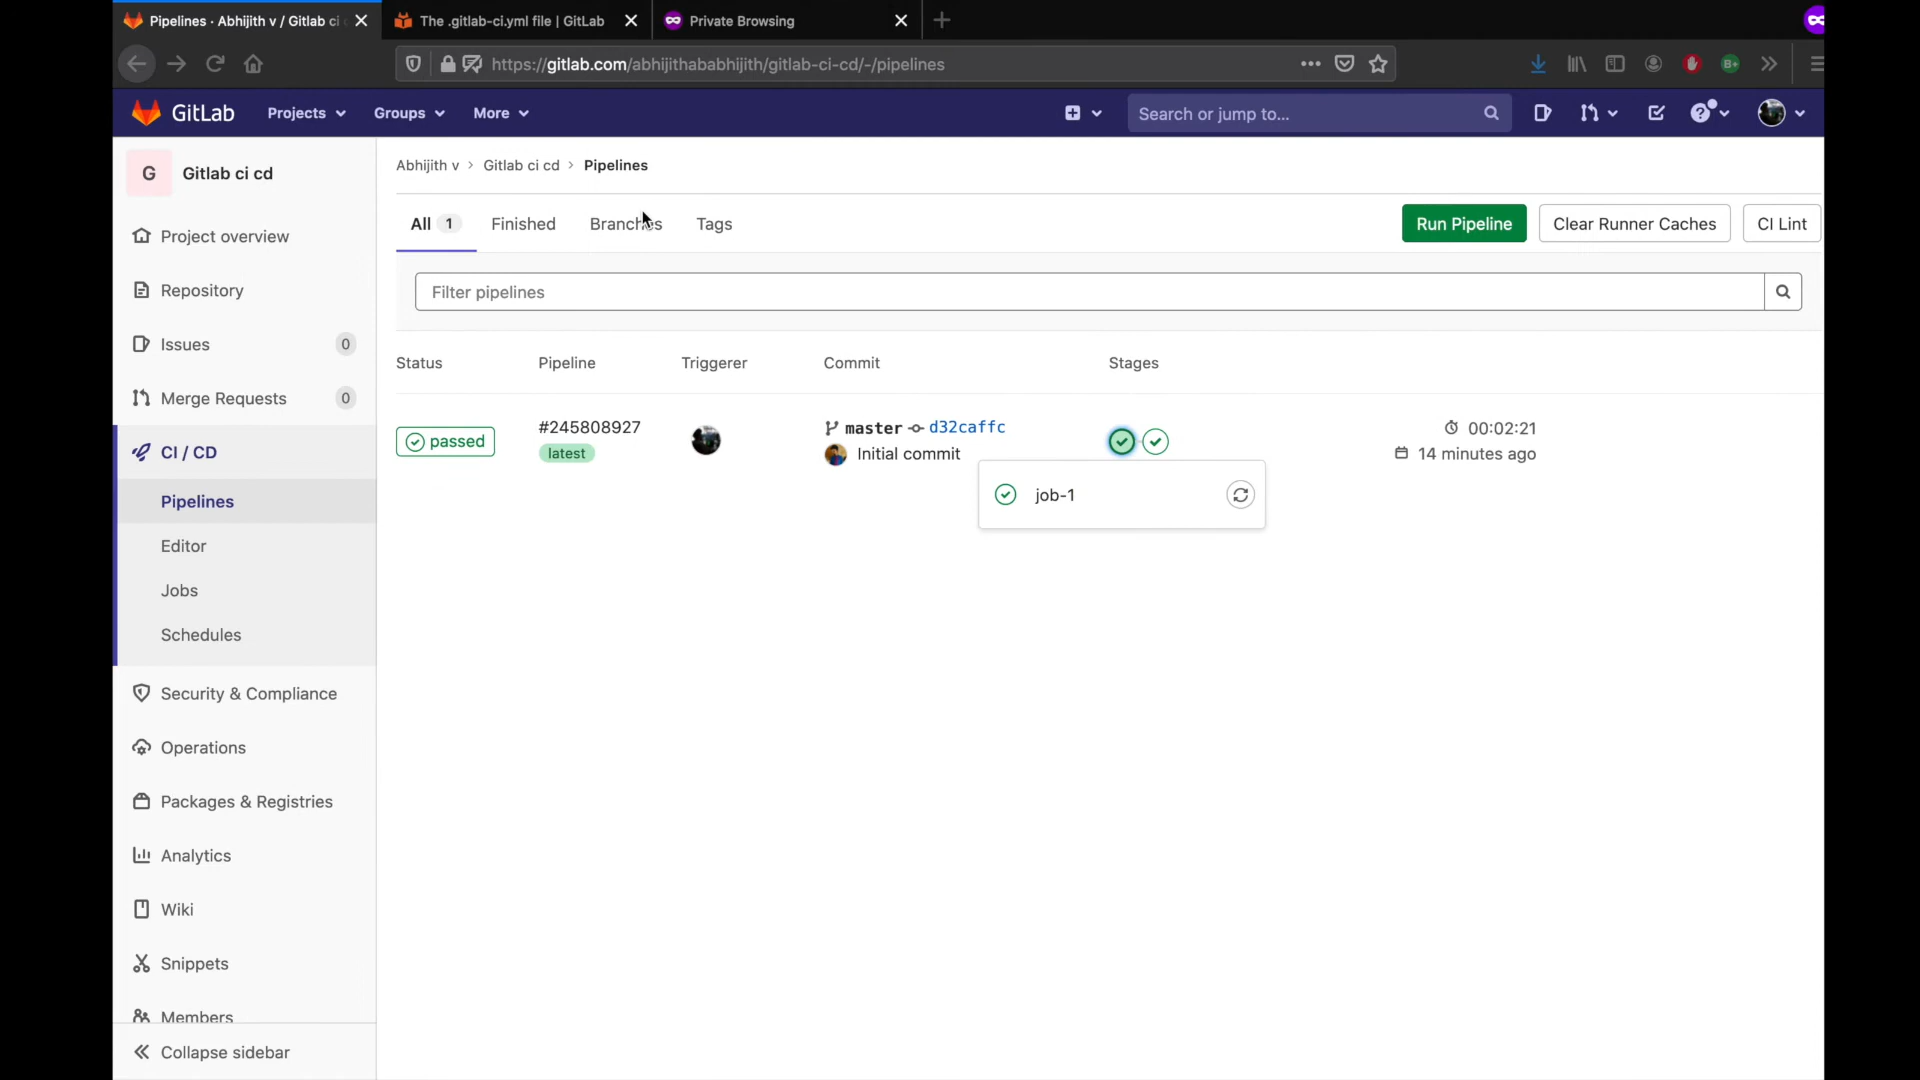 Pipelines · Abhijith v / Gitlab ci
The .gitlab-ci.yml file | GitLab
Private Browsing
https://gitlab.com/abhijithababhijith/gitlab-ci-cd/-/pipelines
GitLab
Projects
Groups
More
Search or jump to...
G
Gitlab ci cd
Abhijith v > Gitlab ci cd > Pipelines
All 1
Finished
Branches
Tags
Run Pipeline
Clear Runner Caches
CI Lint
Filter pipelines
Status
Pipeline
Triggerer
Commit
Stages
passed
#245808927
latest
master
d32caffc
Initial commit
00:02:21
14 minutes ago
job-1
Project overview
Repository
Issues 0
Merge Requests 0
CI / CD
Pipelines
Editor
Jobs
Schedules
Security & Compliance
Operations
Packages & Registries
Analytics
Wiki
Snippets
Members
Collapse sidebar